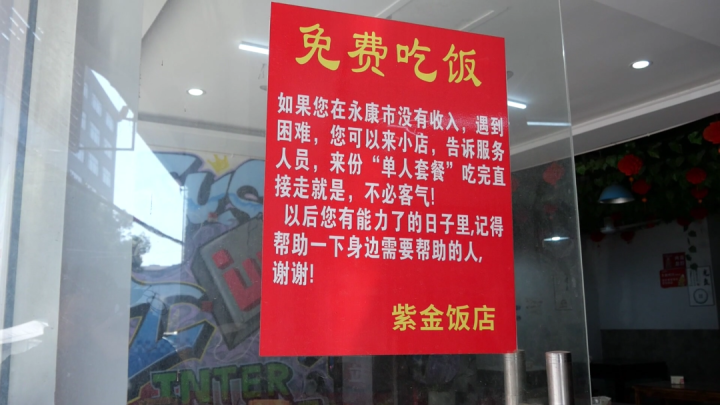 免费吃饭
如果您在永康市没有收入，遇到
困难，您可以来小店，告诉服务
人员，来份“单人套餐”吃完直
接走就是，不必客气!
以后您有能力了的日子里,记得
帮助一下身边需要帮助的人,
谢谢!
紫金饭店
INTER